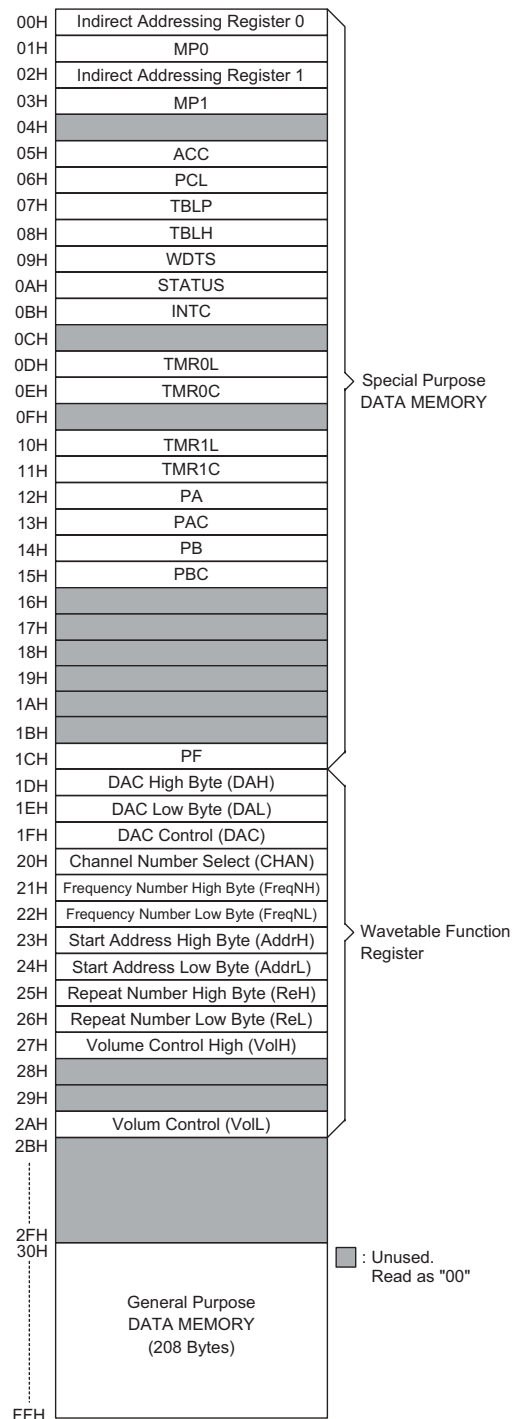 00H Indirect Addressing Register 0
01H MP0
02H Indirect Addressing Register 1
03H MP1
04H
05H ACC
06H PCL
07H TBLP
08H TBLH
09H WDTS
0AH STATUS
0BH INTC
0CH
0DH TMR0L
0EH TMR0C
0FH
10H TMR1L
11H TMR1C
12H PA
13H PAC
14H PB
15H PBC
16H
17H
18H
19H
1AH
1BH
1CH PF
Special Purpose
DATA MEMORY
1DH DAC High Byte (DAH)
1EH DAC Low Byte (DAL)
1FH DAC Control (DAC)
20H Channel Number Select (CHAN)
21H Frequency Number High Byte (FreqNH)
22H Frequency Number Low Byte (FreqNL)
23H Start Address High Byte (AddrH)
24H Start Address Low Byte (AddrL)
25H Repeat Number High Byte (ReH)
26H Repeat Number Low Byte (ReL)
27H Volume Control High (VolH)
28H
29H
2AH Volum Control (VolL)
Wavetable Function
Register
2BH
2FH
30H
General Purpose
DATA MEMORY
(208 Bytes)
FFH
: Unused.
Read as "00"